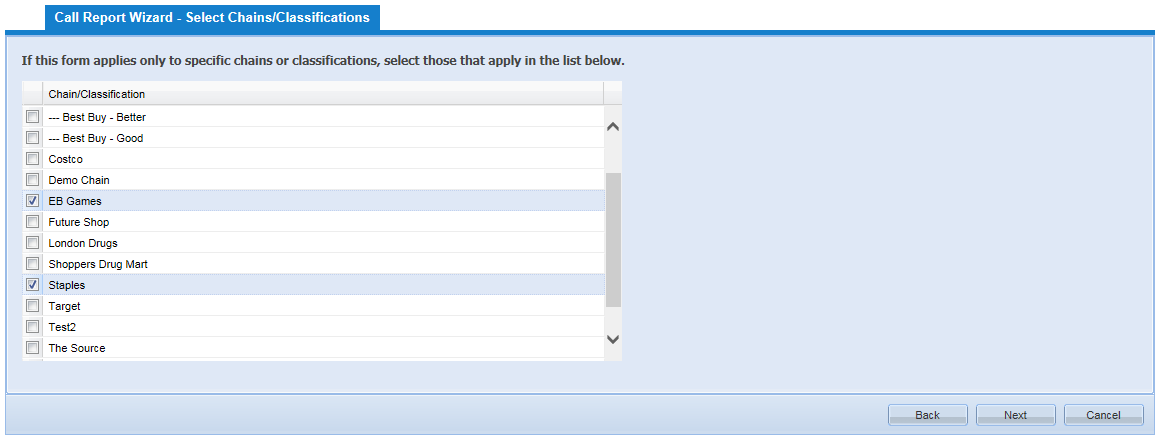 Call Report Wizard - Select Chains/Classifications
If this form applies only to specific chains or classifications, select those that apply in the list below.
Chain/Classification
--- Best Buy - Better
--- Best Buy - Good
Costco
Demo Chain
EB Games
Future Shop
London Drugs
Shoppers Drug Mart
Staples
Target
Test2
The Source
Back Next Cancel